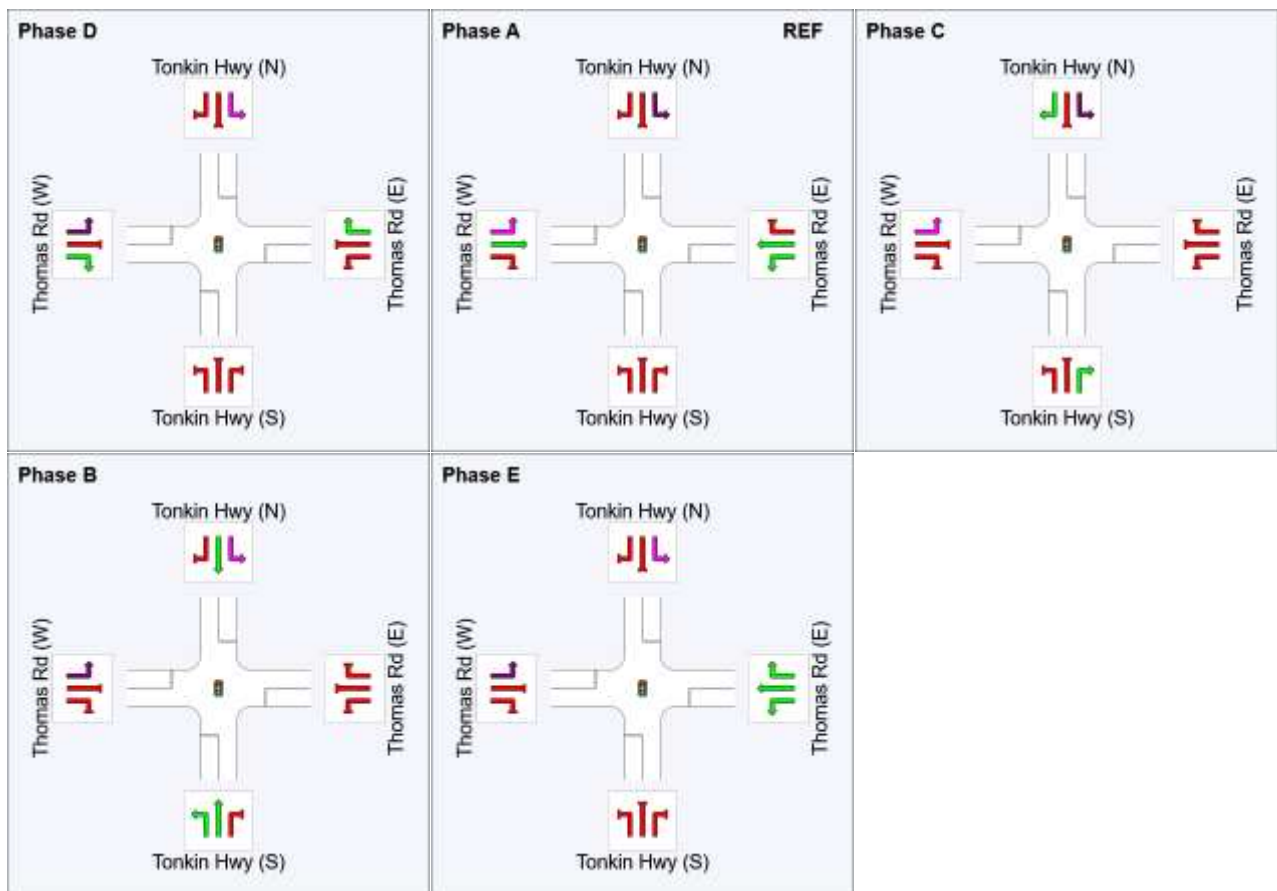 Phase D
Tonkin Hwy (N)
Thomas Rd (W)
Thomas Rd (E)
Tonkin Hwy (S)
Phase A
REF
Tonkin Hwy (N)
Thomas Rd (W)
Thomas Rd (E)
Tonkin Hwy (S)
Phase C
Tonkin Hwy (N)
Thomas Rd (W)
Thomas Rd (E)
Tonkin Hwy (S)
Phase B
Tonkin Hwy (N)
Thomas Rd (W)
Thomas Rd (E)
Tonkin Hwy (S)
Phase E
Tonkin Hwy (N)
Thomas Rd (W)
Thomas Rd (E)
Tonkin Hwy (S)